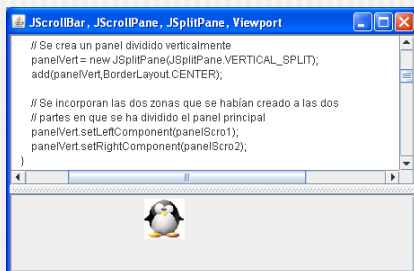 JScrollBar, JScrollPane, JSplitPane, Viewport
// Se crea un panel dividido verticalmente
panelVert = new JSplitPane(JSplitPane.VERTICAL_SPLIT);
add(panelVert,BorderLayout.CENTER);
// Se incorporan las dos zonas que se habían creado a las dos
// partes en que se ha dividido el panel principal
panelVert.setLeftComponent(panelScro1);
panelVert.setRightComponent(panelScro2);
}